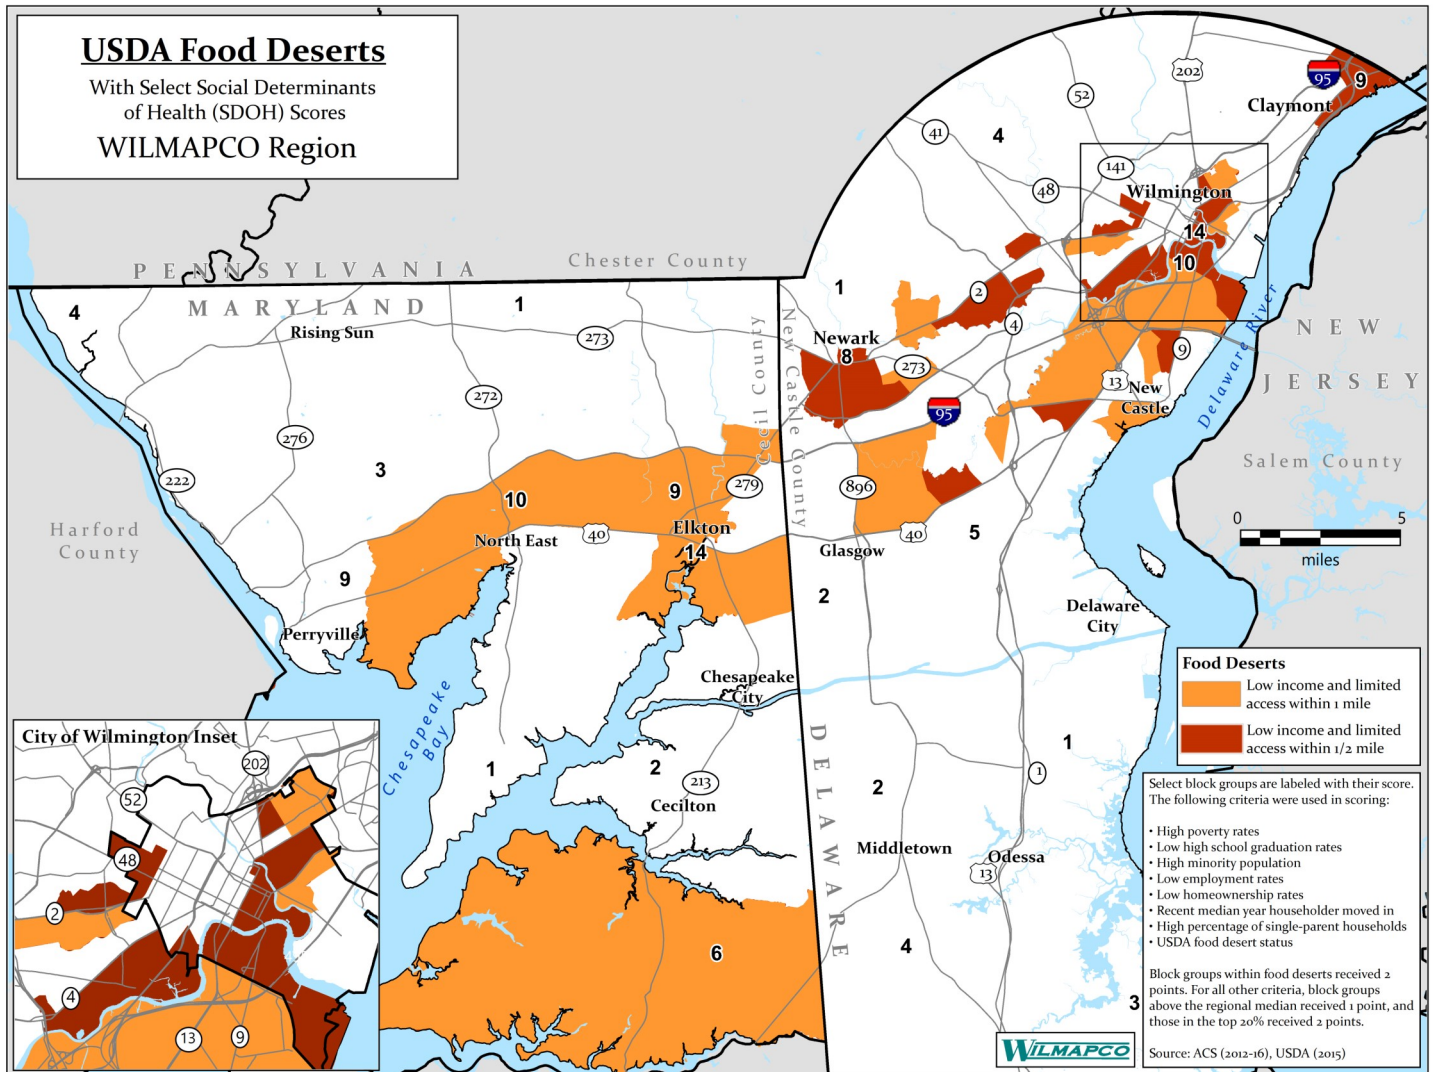 USDA Food Deserts
With Select Social Determinants
of Health (SDOH) Scores
WILMAPCO Region
PENNSYLVANIA
Chester County
MARYLAND
Rising Sun
4
1
273
272
276
222
3
Harford
County
10
9
279
Elkton
14
North East
40
9
Perryville
Cecil County
New Castle County
Chesapeake
City
Chesapeake
Bay
1
2
213
Cecilton
6
DELAWARE
202
95
9
Claymont
52
41
4
141
48
Wilmington
14
10
1
2
4
Newark
8
273
9
13
New
Castle
95
Delaware River
NEW
JERSEY
Salem County
896
40
5
Glasgow
2
0
5
miles
Delaware
City
1
1
2
Middletown
Odessa
13
4
3
Food Deserts
Low income and limited
access within 1 mile
Low income and limited
access within 1/2 mile
Select block groups are labeled with their score.
The following criteria were used in scoring:
• High poverty rates
• Low high school graduation rates
• High minority population
• Low employment rates
• Low homeownership rates
• Recent median year householder moved in
• High percentage of single-parent households
• USDA food desert status
Block groups within food deserts received 2
points. For all other criteria, block groups
above the regional median received 1 point, and
those in the top 20% received 2 points.
Source: ACS (2012-16), USDA (2015)
WILMAPCO
City of Wilmington Inset
202
52
48
2
4
13
9